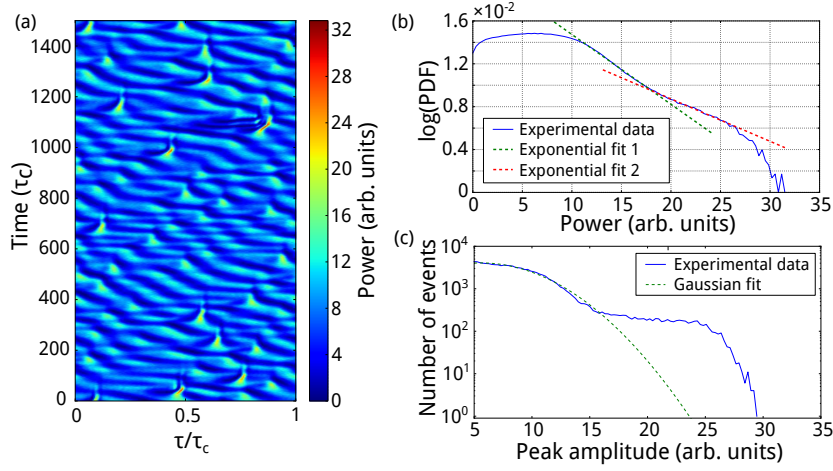 (a)
Time (τc)
1400
1200
1000
800
600
400
200
0
0
0.5
1
τ/τc
32
28
24
20
16
12
8
4
0
Power (arb. units)
(b)
×10⁻²
log(PDF)
1.6
1.2
0.8
0.4
0
0 5 10 15 20 25 30 35
Power (arb. units)
Experimental data
Exponential fit 1
Exponential fit 2
(c)
Number of events
10⁴
10³
10²
10¹
10⁰
5 10 15 20 25 30 35
Peak amplitude (arb. units)
Experimental data
Gaussian fit